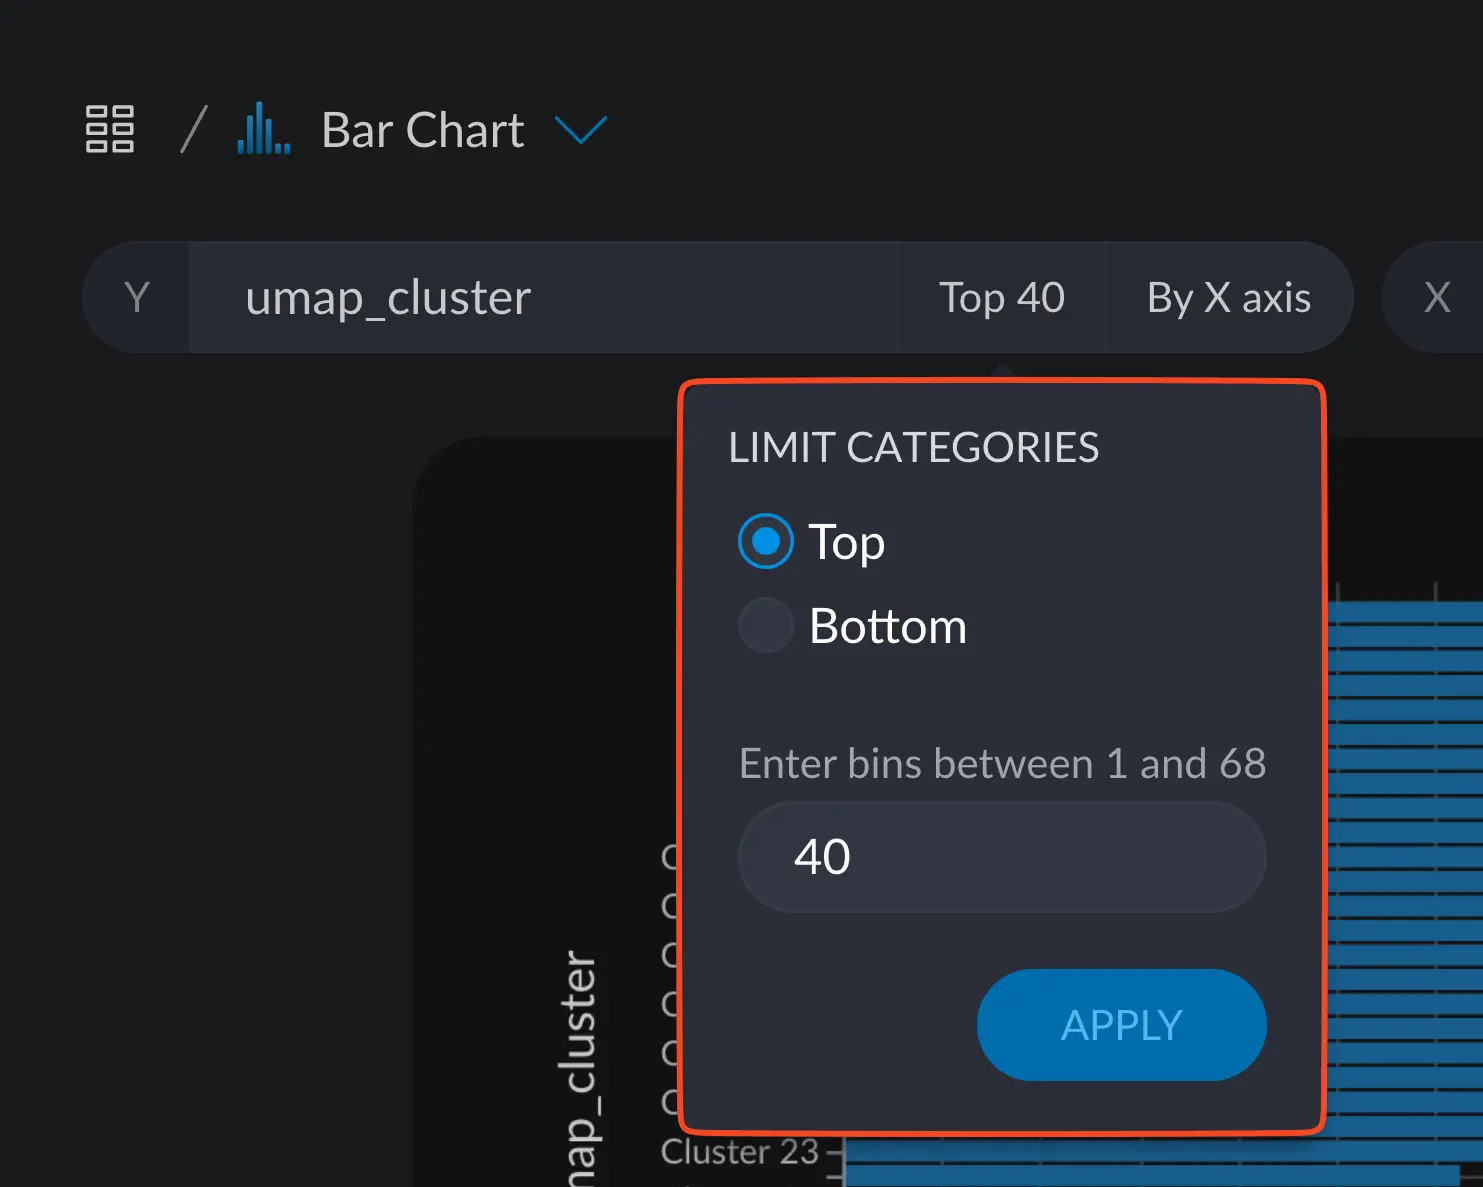 Bar Chart
Y umap_cluster Top 40 By X axis X
LIMIT CATEGORIES
Top
Bottom
Enter bins between 1 and 68
40
APPLY
Cluster 23